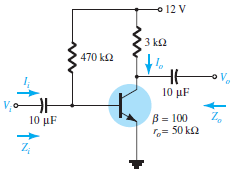 12 V
3 kΩ
470 kΩ
Iₒ
Iᵢ
Vₒ
10 μF
Vᵢ
Zₒ
10 μF
β = 100
rₒ = 50 kΩ
Zᵢ